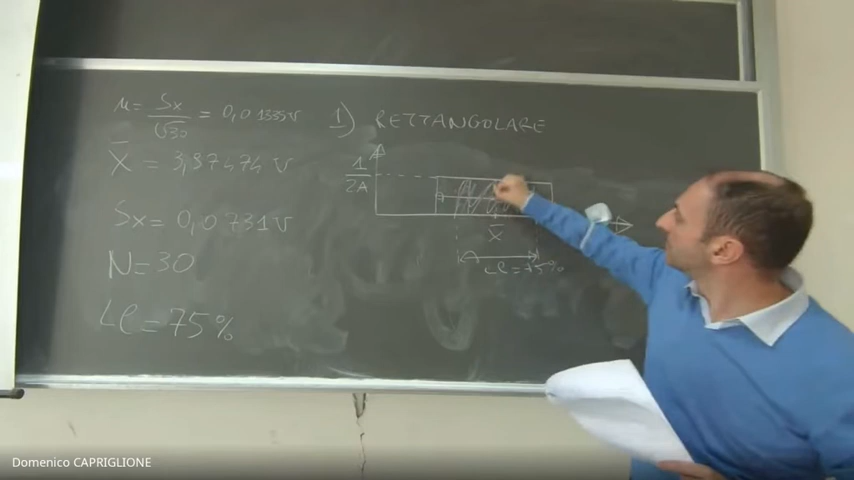 μ = Sx/√30 = 0,01335V
X̄ = 3,97474 V
Sx = 0,0731V
N = 30
LC = 75%
1) RETTANGOLARE
1/2A
X̄
LC = 75%
Domenico CAPRIGLIONE